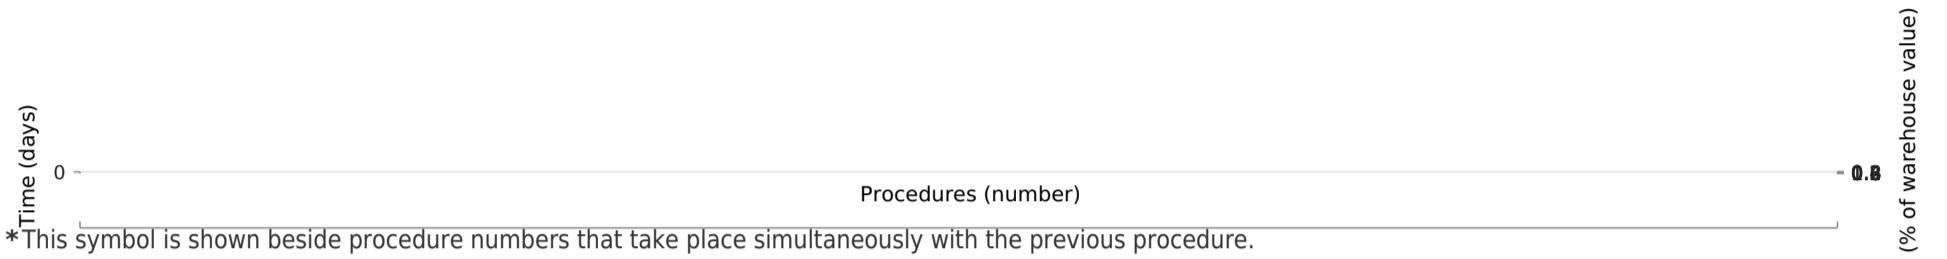 Time (days)
(% of warehouse value)
0
Procedures (number)
*This symbol is shown beside procedure numbers that take place simultaneously with the previous procedure.